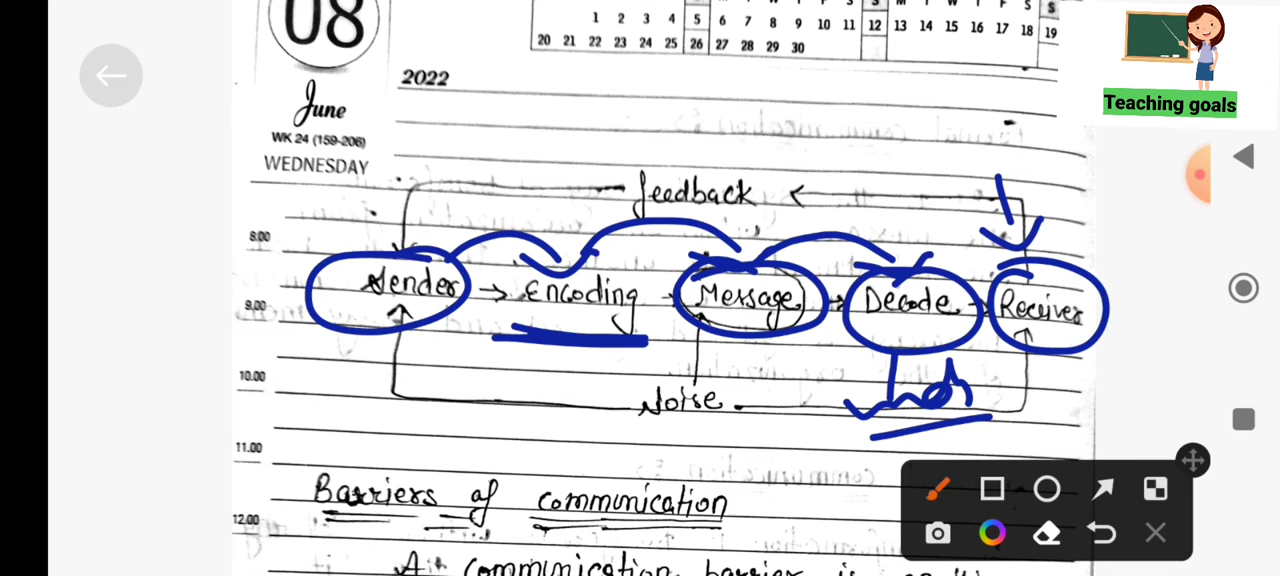 08
S M T W T F S S
1 2 3 4 5 6 7 8 9 10 11 12 13 14 15 16 17 18 19
20 21 22 23 24 25 26 27 28 29 30
Teaching goals
2022
June
WK 24 (159-206)
WEDNESDAY
feedback
8.00
Sender → Encoding → Message → Decode → Receiver
9.00
10.00
Noise
11.00
Barriers of communication
12.00
A communication barrier is